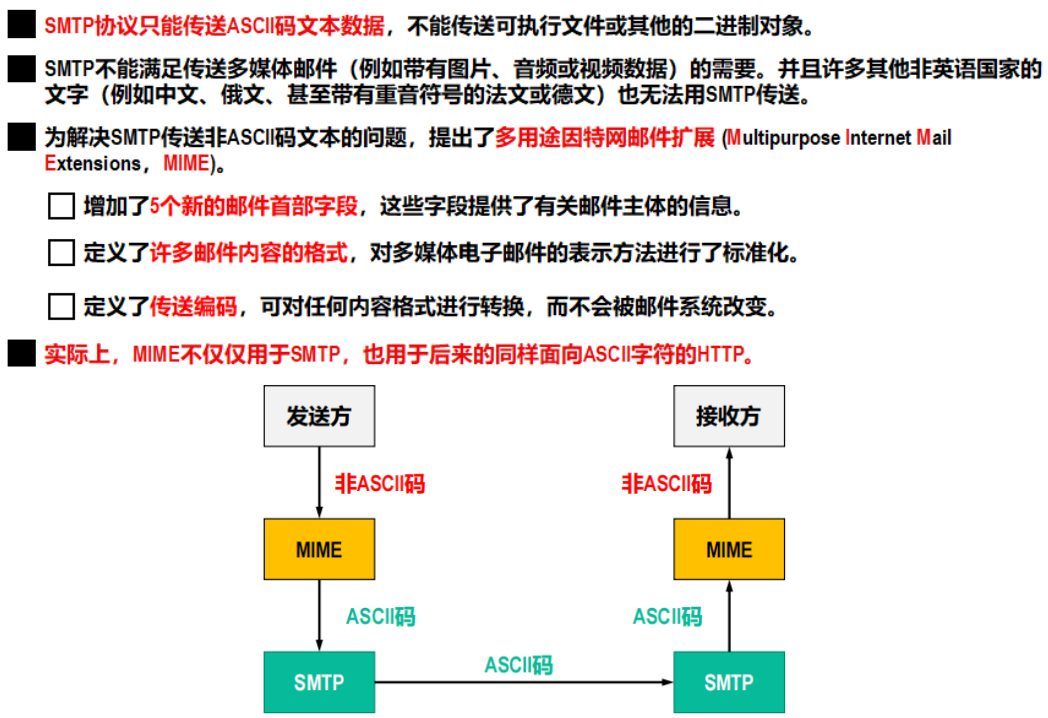 SMTP协议只能传送ASCII码文本数据，不能传送可执行文件或其他的二进制对象。
SMTP不能满足传送多媒体邮件（例如带有图片、音频或视频数据）的需要。并且许多其他非英语国家的
文字（例如中文、俄文、甚至带有重音符号的法文或德文）也无法用SMTP传送。
为解决SMTP传送非ASCII码文本的问题，提出了多用途因特网邮件扩展 (Multipurpose Internet Mail
Extensions，MIME)。
增加了5个新的邮件首部字段，这些字段提供了有关邮件主体的信息。
定义了许多邮件内容的格式，对多媒体电子邮件的表示方法进行了标准化。
定义了传送编码，可对任何内容格式进行转换，而不会被邮件系统改变。
实际上，MIME不仅仅用于SMTP，也用于后来的同样面向ASCII字符的HTTP。
发送方
接收方
非ASCII码
非ASCII码
MIME
MIME
ASCII码
ASCII码
ASCII码
SMTP
SMTP